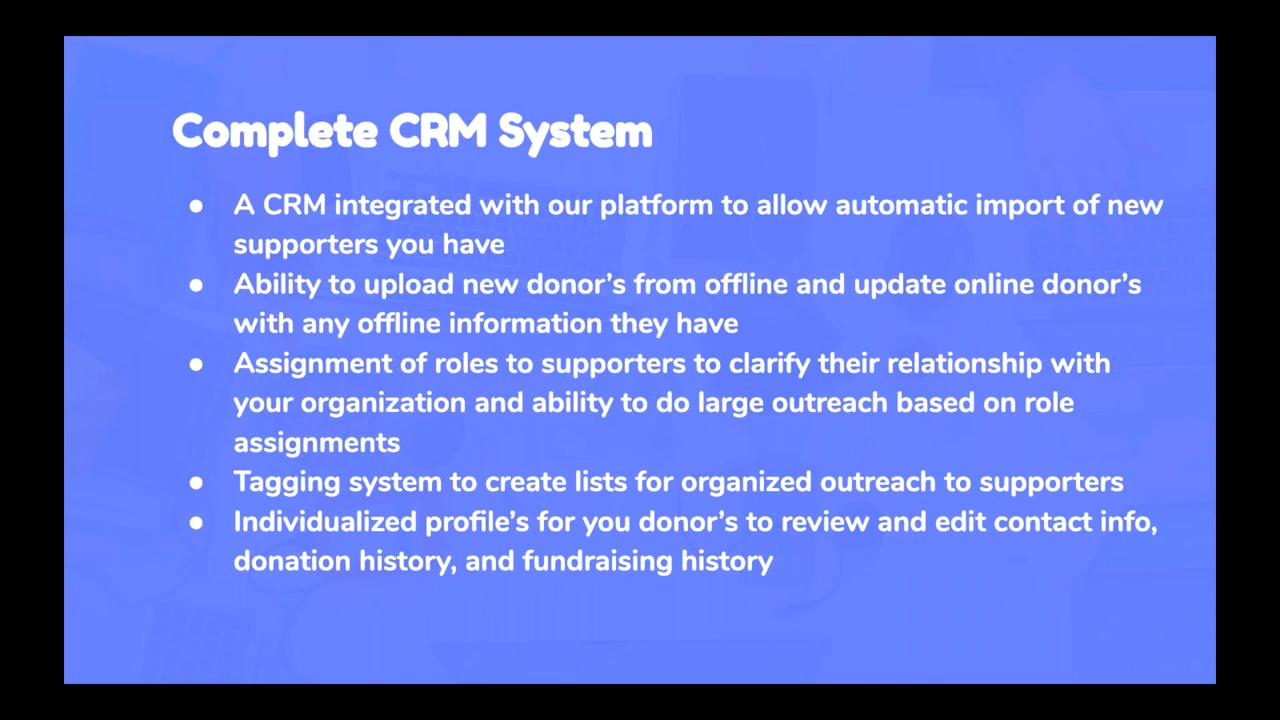 Complete CRM System
● A CRM integrated with our platform to allow automatic import of new
supporters you have
● Ability to upload new donor’s from offline and update online donor’s
with any offline information they have
● Assignment of roles to supporters to clarify their relationship with
your organization and ability to do large outreach based on role
assignments
● Tagging system to create lists for organized outreach to supporters
● Individualized profile’s for you donor’s to review and edit contact info,
donation history, and fundraising history